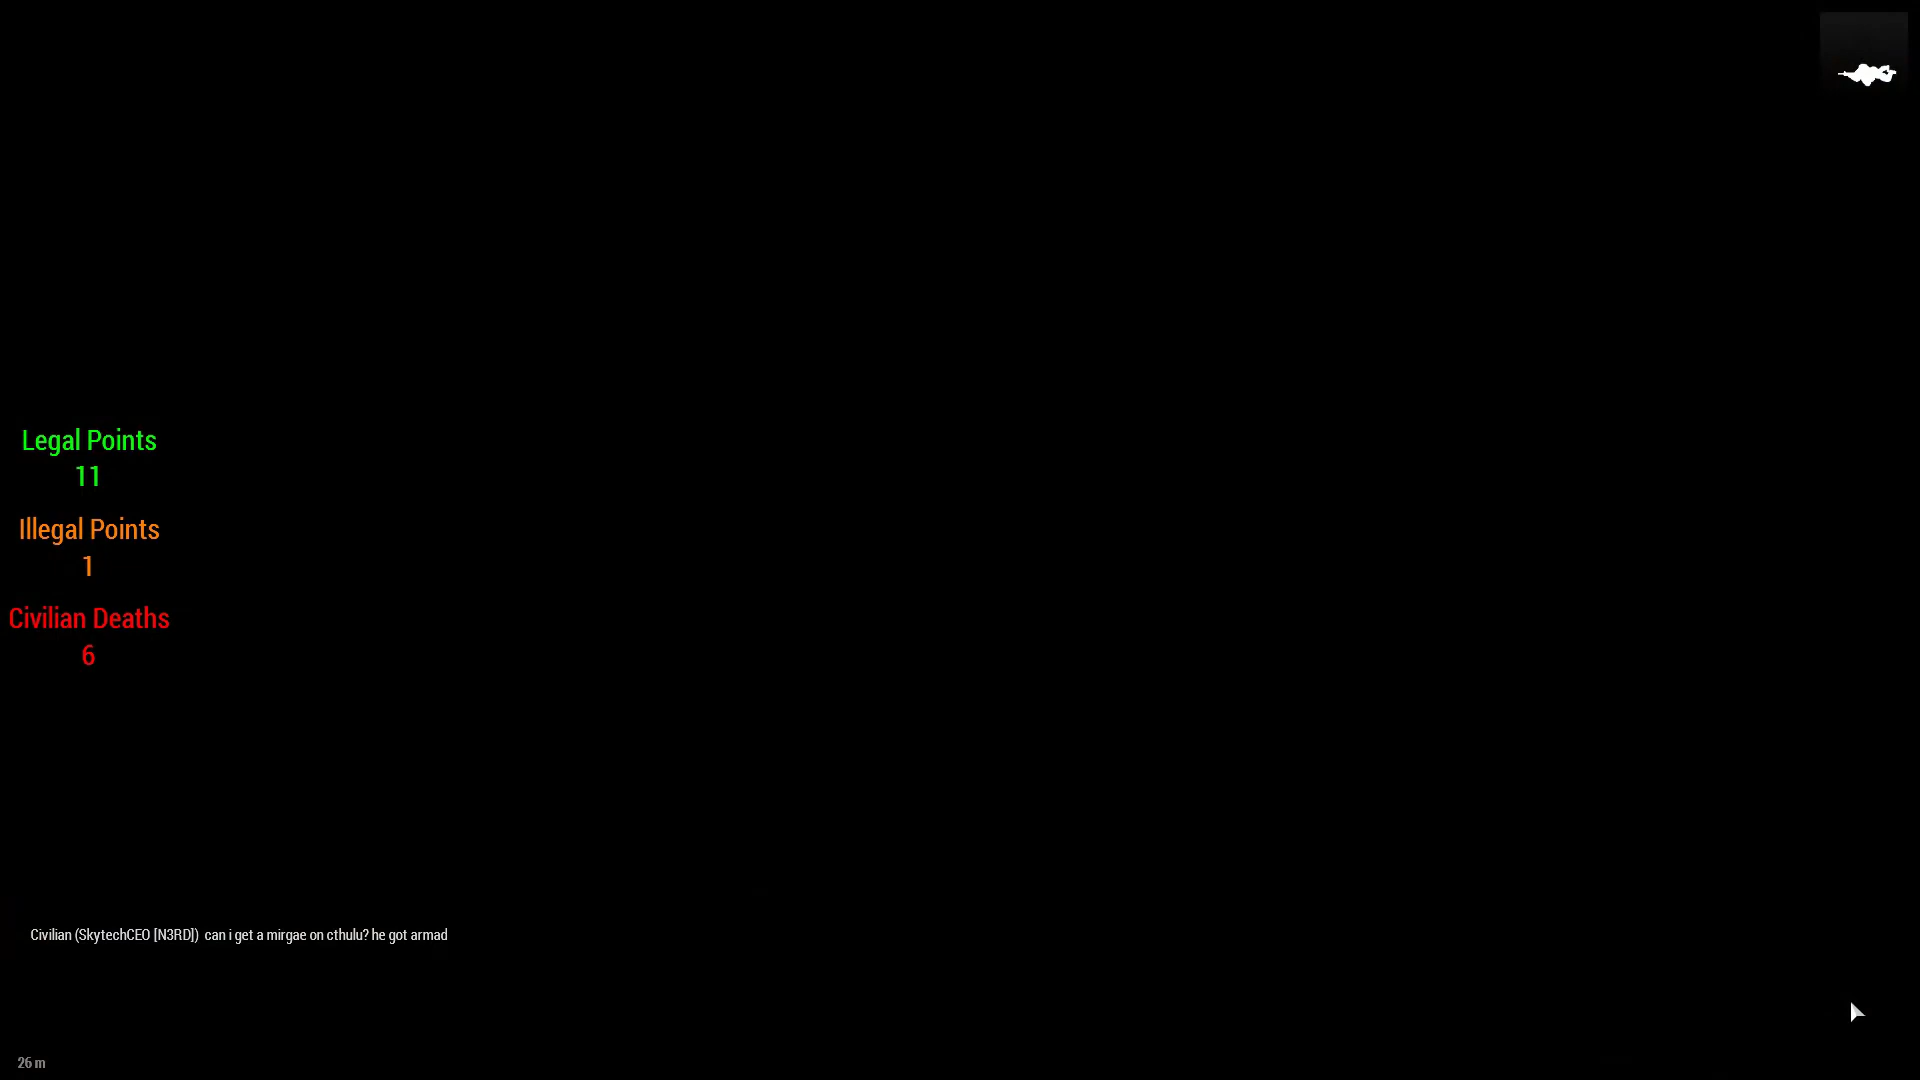 Legal Points
11
Illegal Points
1
Civilian Deaths
6
Civilian (SkytechCEO [N3RD]) can i get a mirgae on cthulu? he got armad
26 m